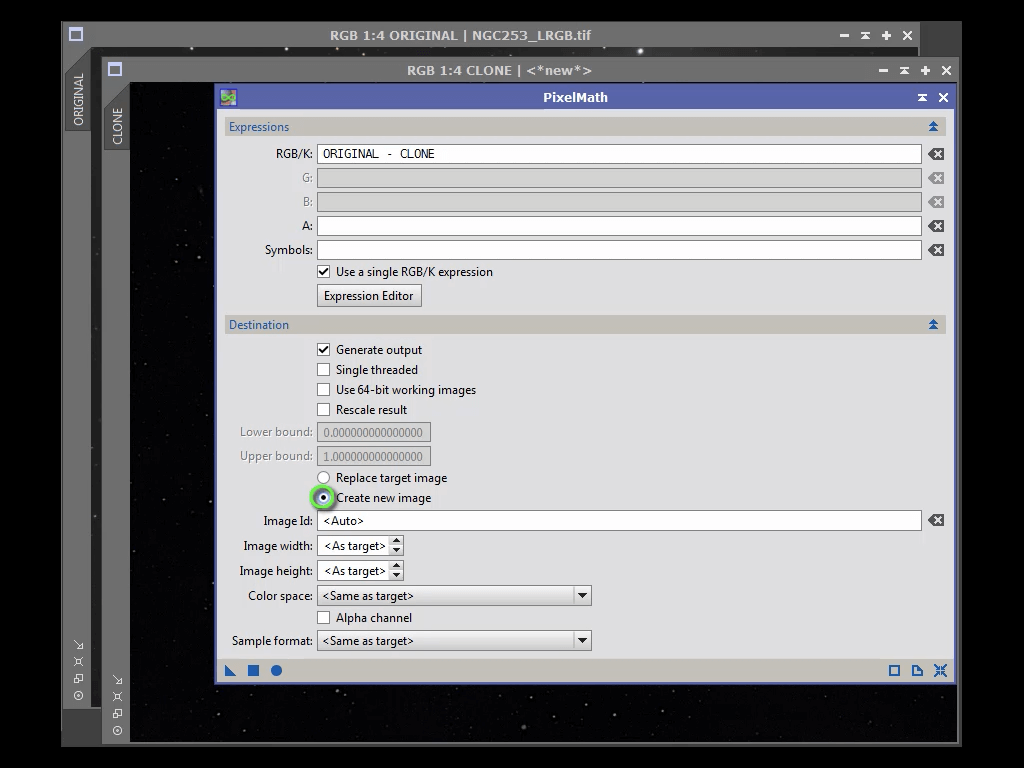 RGB 1:4 ORIGINAL | NGC253_LRGB.tif
RGB 1:4 CLONE | <*new*>
ORIGINAL
CLONE
PixelMath
Expressions
RGB/K: ORIGINAL - CLONE
G:
B:
A:
Symbols:
Use a single RGB/K expression
Expression Editor
Destination
Generate output
Single threaded
Use 64-bit working images
Rescale result
Lower bound: 0.000000000000000
Upper bound: 1.000000000000000
Replace target image
Create new image
Image Id: <Auto>
Image width: <As target>
Image height: <As target>
Color space: <Same as target>
Alpha channel
Sample format: <Same as target>